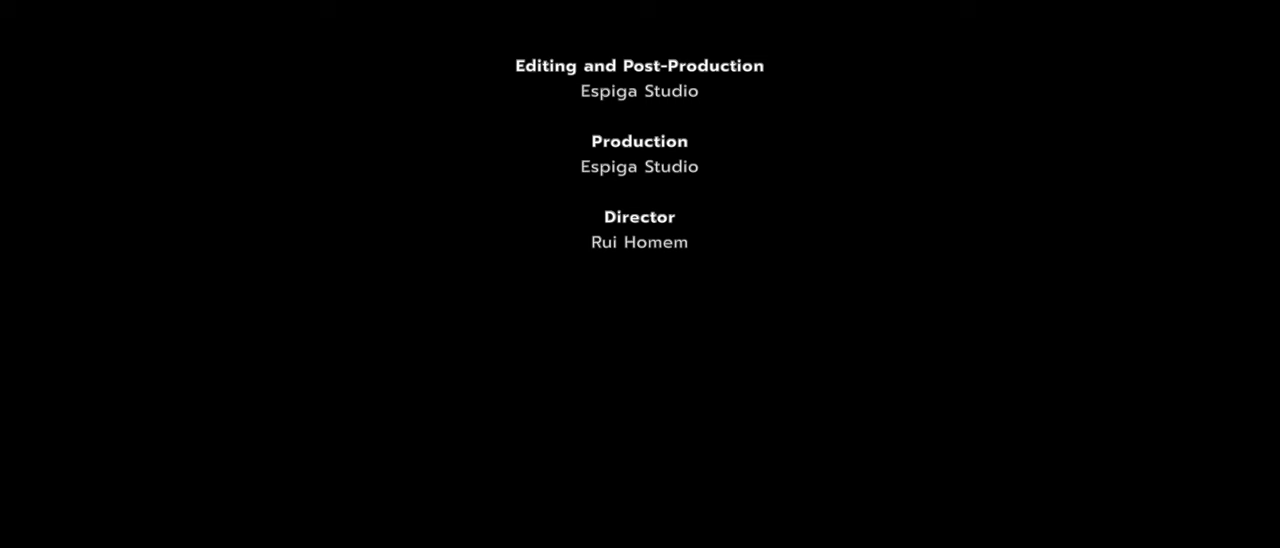 Editing and Post-Production
Espiga Studio
Production
Espiga Studio
Director
Rui Homem